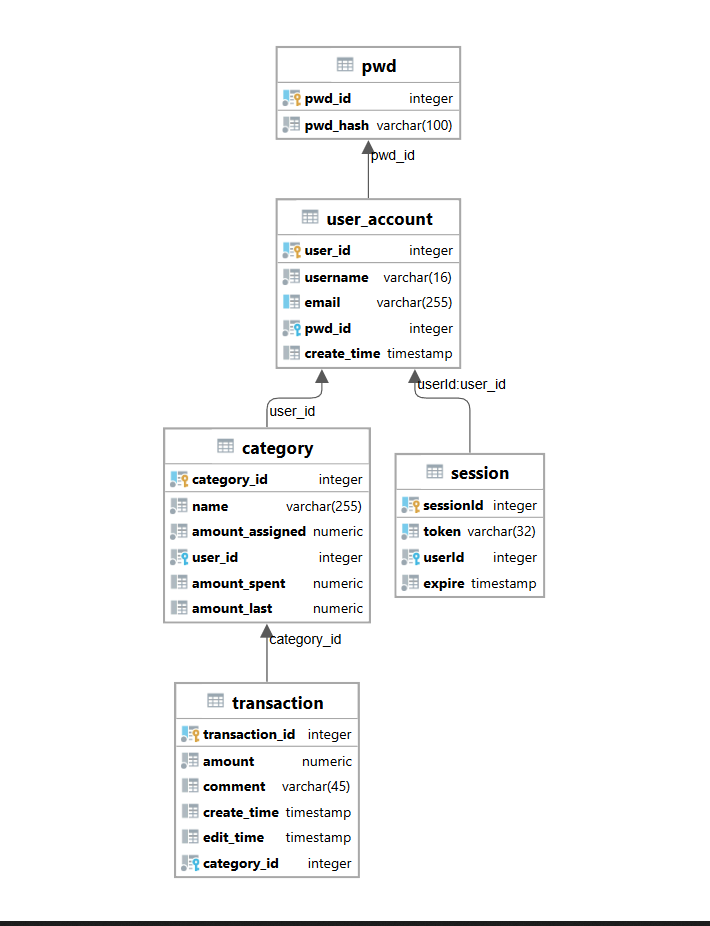 pwd
pwd_id integer
pwd_hash varchar(100)
pwd_id
user_account
user_id integer
username varchar(16)
email varchar(255)
pwd_id integer
create_time timestamp
userId:user_id
user_id
category
category_id integer
name varchar(255)
amount_assigned numeric
user_id integer
amount_spent numeric
amount_last numeric
session
sessionId integer
token varchar(32)
userId integer
expire timestamp
category_id
transaction
transaction_id integer
amount numeric
comment varchar(45)
create_time timestamp
edit_time timestamp
category_id integer